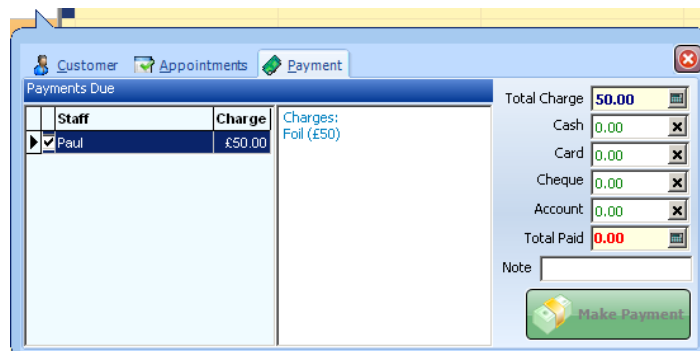 Customer Appointments Payment
Payments Due
Staff Charge
Paul £50.00
Charges:
Foil (£50)
Total Charge 50.00
Cash 0.00
Card 0.00
Cheque 0.00
Account 0.00
Total Paid 0.00
Note
Make Payment